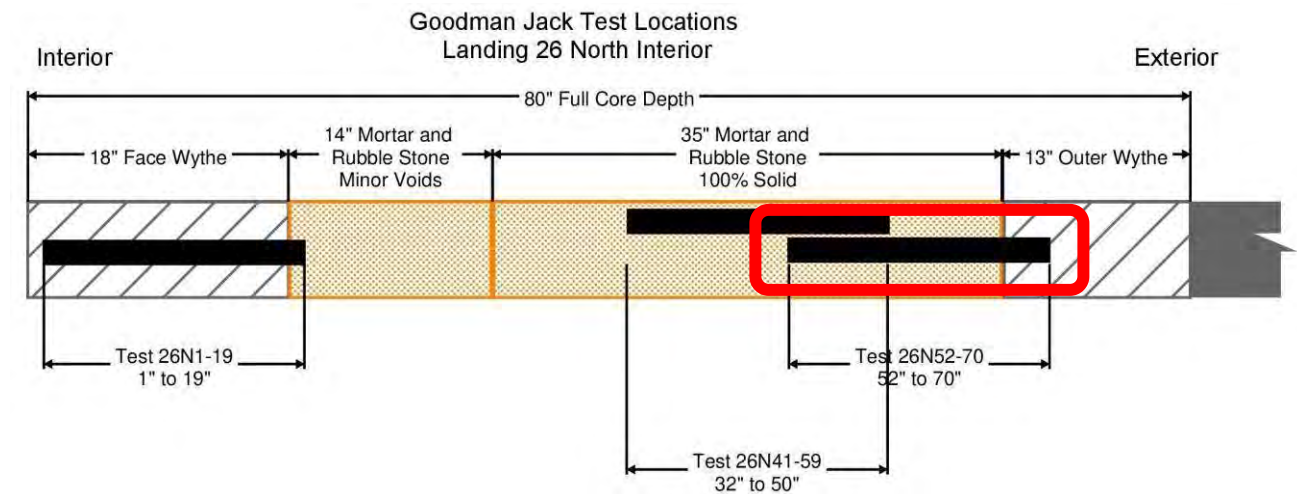 Goodman Jack Test Locations
Landing 26 North Interior
Interior
Exterior
80" Full Core Depth
18" Face Wythe
14" Mortar and
Rubble Stone
Minor Voids
35" Mortar and
Rubble Stone
100% Solid
13" Outer Wythe
Test 26N1-19
1" to 19"
Test 26N52-70
52" to 70"
Test 26N41-59
32" to 50"